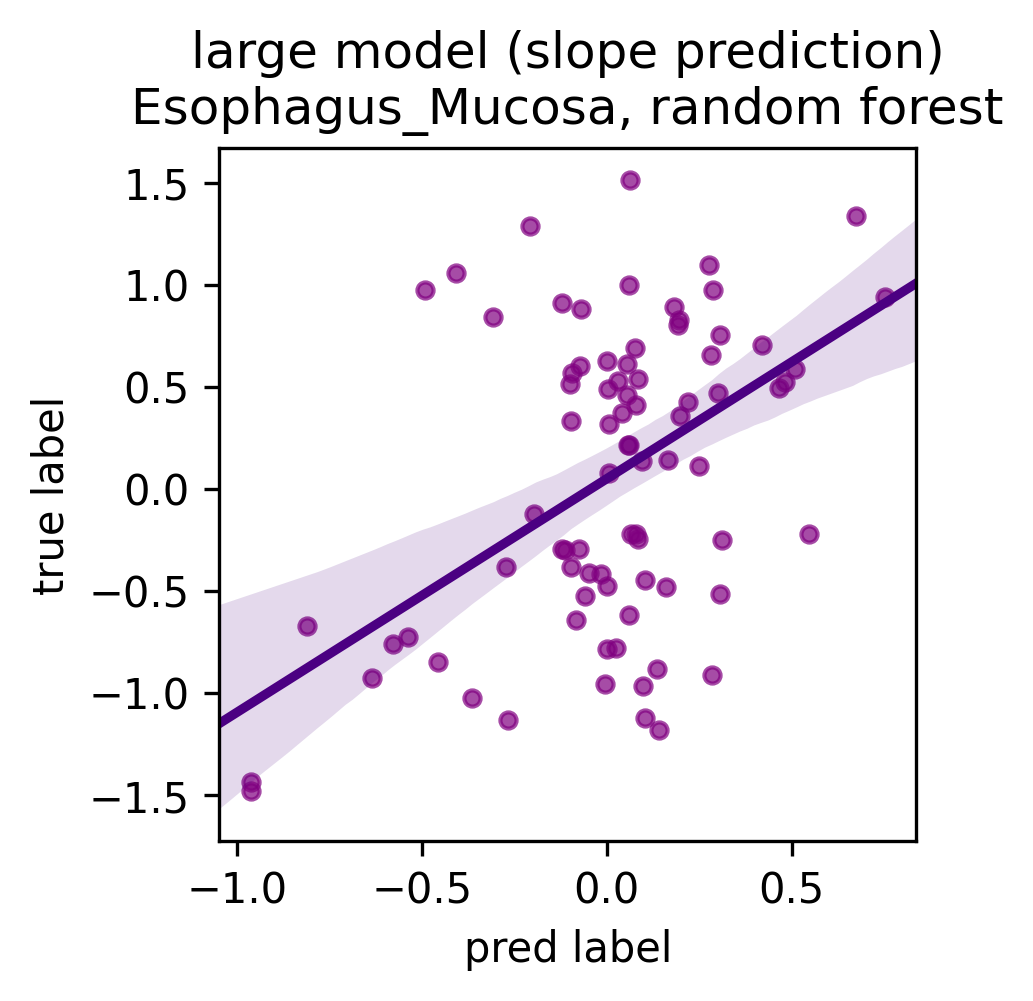 large model (slope prediction)
Esophagus_Mucosa, random forest
1.5
1.0
0.5
0.0
−0.5
−1.0
−1.5
true label
−1.0 −0.5 0.0 0.5
pred label